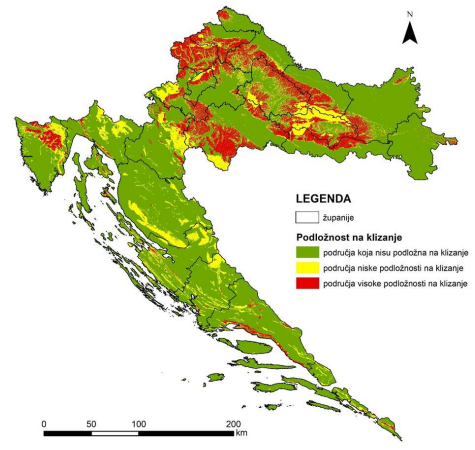 N
LEGENDA
županije
Podložnost na klizanje
područja koja nisu podložna na klizanje
područja niske podložnosti na klizanje
područja visoke podložnosti na klizanje
0 50 100 200
km